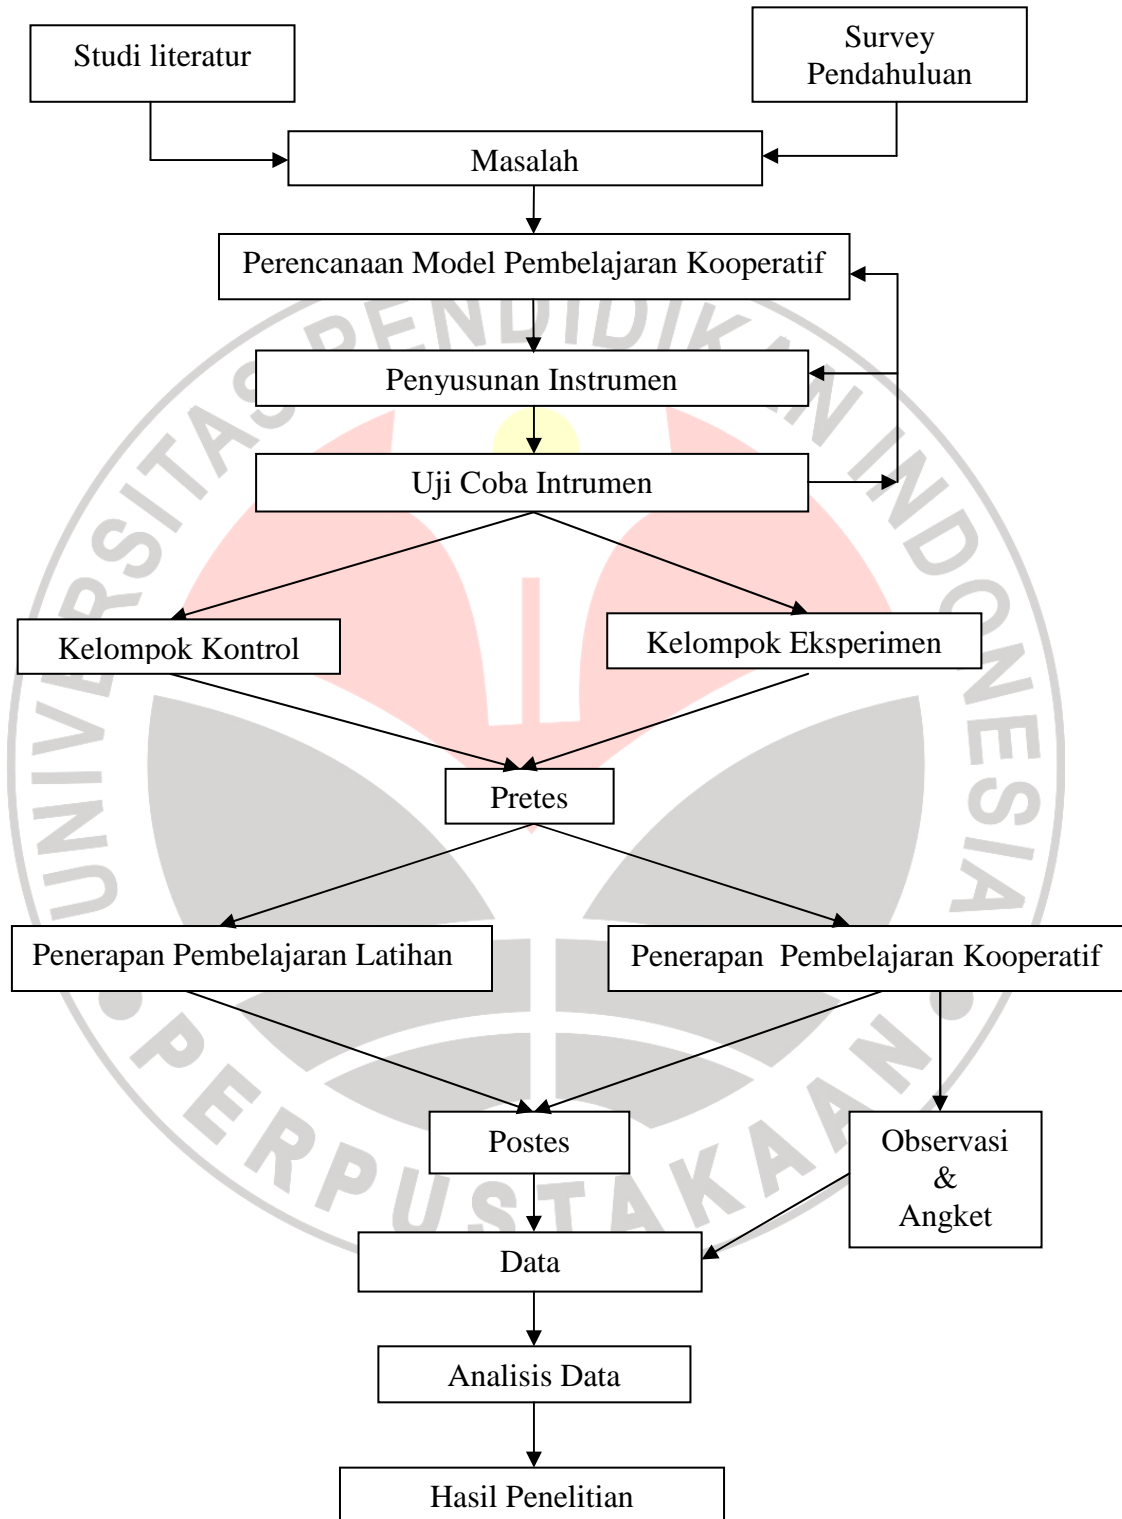 Studi literatur
Survey
Pendahuluan
Masalah
Perencanaan Model Pembelajaran Kooperatif
Penyusunan Instrumen
Uji Coba Intrumen
Kelompok Kontrol
Kelompok Eksperimen
Pretes
Penerapan Pembelajaran Latihan
Penerapan Pembelajaran Kooperatif
Postes
Observasi
&
Angket
Data
Analisis Data
Hasil Penelitian
UNIVERSITAS PENDIDIKAN INDONESIA
PERPUSTAKAAN